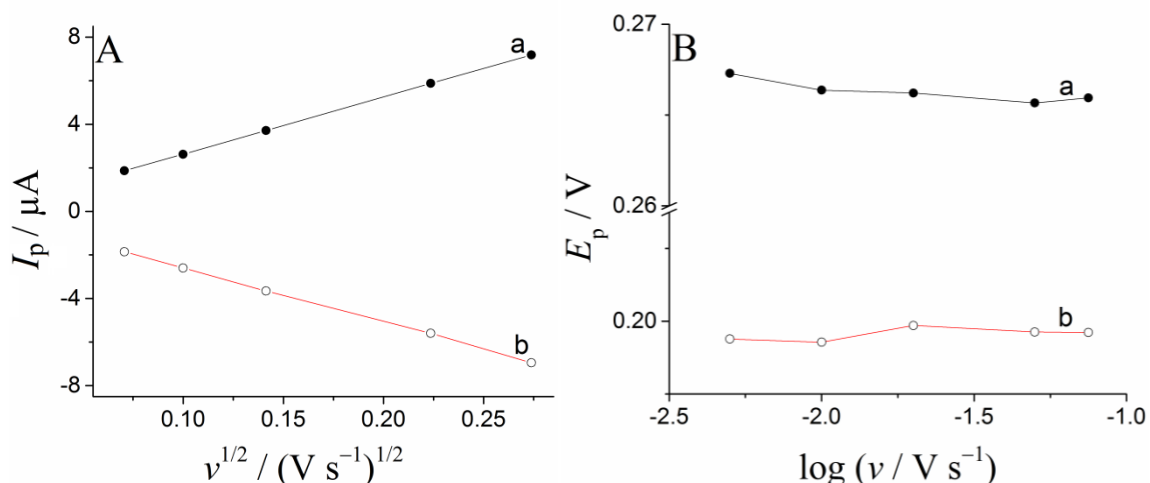 A
a
b
8
4
0
-4
-8
I_p / μA
0.10 0.15 0.20 0.25
v^{1/2} / (V s^{−1})^{1/2}
B
a
b
0.27
0.26
0.20
E_p / V
-2.5 -2.0 -1.5 -1.0
log (v / V s^{−1})